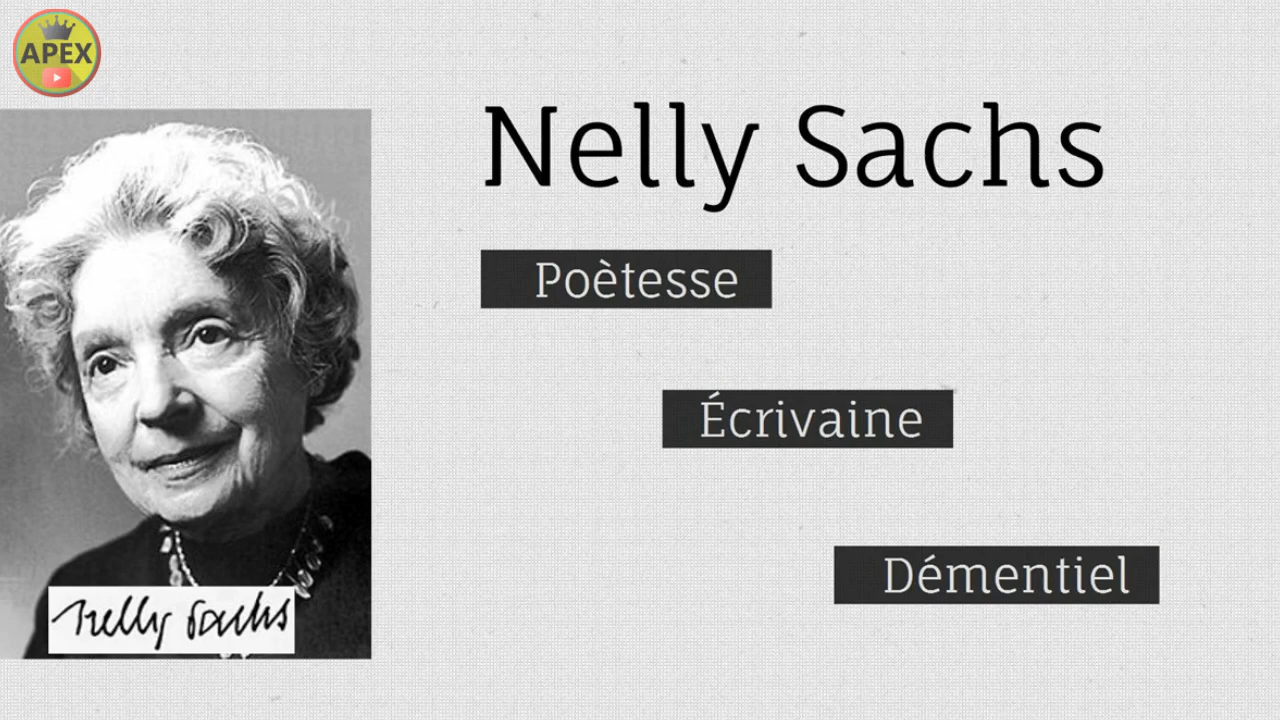 APEX
Nelly Sachs
Poètesse
Écrivaine
Démentiel
Nelly Sachs